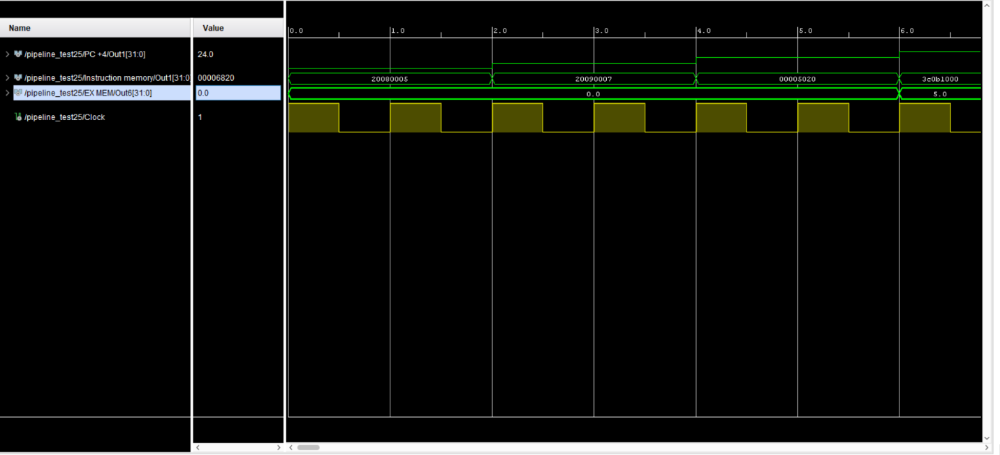 Name Value
0.0 1.0 2.0 3.0 4.0 5.0 6.0
/pipeline_test25/PC +4/Out1[31:0] 24.0
/pipeline_test25/Instruction memory/Out1[31:0 00006820 20080005 20090007 00005020 3c0b1000
/pipeline_test25/EX MEM/Out6[31:0] 0.0 0.0 5.0
/pipeline_test25/Clock 1